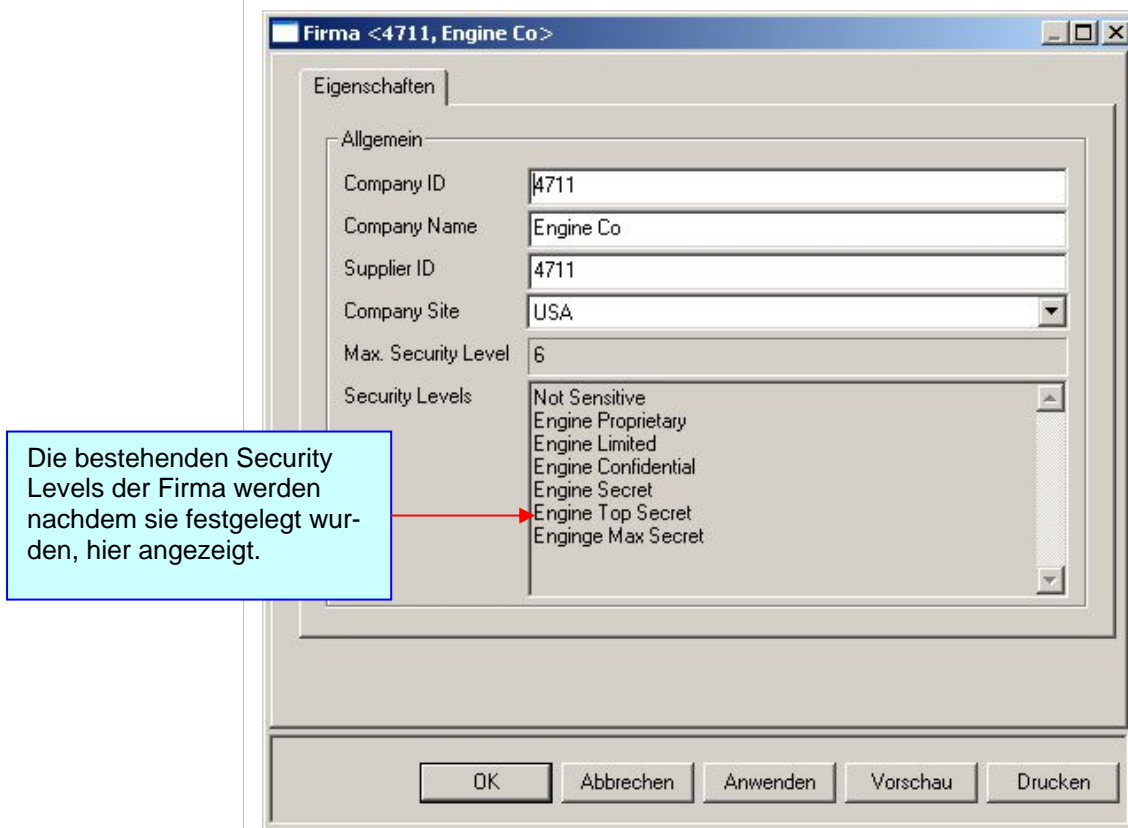 Firma <4711, Engine Co>
Eigenschaften
Allgemein
Company ID 4711
Company Name Engine Co
Supplier ID 4711
Company Site USA
Max. Security Level 6
Security Levels Not Sensitive
Engine Proprietary
Engine Limited
Engine Confidential
Engine Secret
Engine Top Secret
Enginge Max Secret
Die bestehenden Security
Levels der Firma werden
nachdem sie festgelegt wur-
den, hier angezeigt.
OK Abbrechen Anwenden Vorschau Drucken